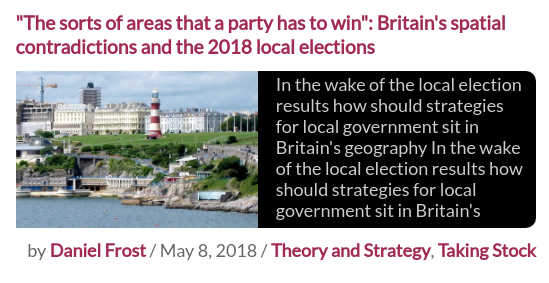 "The sorts of areas that a party has to win": Britain's spatial
contradictions and the 2018 local elections
In the wake of the local election
results how should strategies
for local government sit in
Britain's geography In the wake
of the local election results how
should strategies for local
government sit in Britain's
by Daniel Frost / May 8, 2018 / Theory and Strategy, Taking Stock